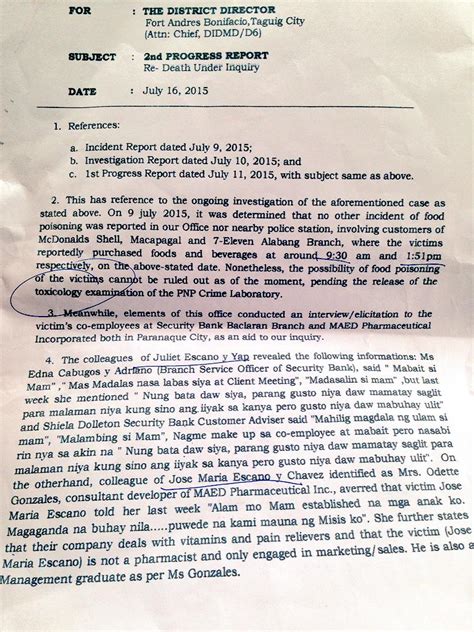 FOR : THE DISTRICT DIRECTOR
Fort Andres Bonifacio,Taguig City
(Attn: Chief, DIDMD/D6)
SUBJECT : 2nd PROGRESS REPORT
Re- Death Under Inquiry
DATE : July 16, 2015
1. References:
a. Incident Report dated July 9, 2015;
b. Investigation Report dated July 10, 2015; and
c. 1st Progress Report dated July 11, 2015, with subject same as above.
2. This has reference to the ongoing investigation of the aforementioned case as
stated above. On 9 july 2015, it was determined that no other incident of food
poisoning was reported in our Office nor nearby police station, involving customers of
McDonalds Shell, Macapagal and 7-Eleven Alabang Branch, where the victims
reportedly purchased foods and beverages at around 9:30 am and 1:51pm
respectively, on the above-stated date. Nonetheless, the possibility of food poisoning
of the victims cannot be ruled out as of the moment, pending the release of the
toxicology examination of the PNP Crime Laboratory.
3. Meanwhile, elements of this office conducted an interview/elicitation to the
victim's co-employees at Security Bank Baclaran Branch and MAED Pharmaceutical
Incorporated both in Paranaque City, as an aid to our inquiry.
4. The colleagues of Juliet Escano y Yap revealed the following informations: Ms
Edna Cabugos y Adriano (Branch Service Officer of Security Bank), said " Mabait si
Mam" ," Mas Madalas nasa labas siya at Client Meeting", "Madasalin si mam" ,but last
week she mentioned " Nung bata daw siya, parang gusto niya daw mamatay saglit
para malaman niya kung sino ang iiyak sa kanya pero gusto niya daw mabuhay ulit"
and Shiela Dolleton Security Bank Customer Adviser said "Mahilig magdala ng ulam si
mam", "Malambing si Mam", Nagme make up sa co-employee at mabait pero nasabi
rin nya sa akin na " Nung bata daw siya, parang gusto niya daw mamatay saglit para
malaman niya kung sino ang iiyak sa kanya pero gusto niya daw mabuhay ulit". On
the otherhand, colleague of Jose Maria Escano y Chavez identified as Mrs. Odette
Gonzales, consultant developer of MAED Pharmaceutical Inc., averred that victim Jose
Maria Escano told her last week "Alam mo Mam established na mga anak ko.
Magaganda na buhay nila.....puwede na kami mauna ng Misis ko". She further states
that their company deals with vitamins and pain relievers and that the victim (Jose
Maria Escano) is not a pharmacist and only engaged in marketing/sales. He is also a
Management graduate as per Ms Gonzales.